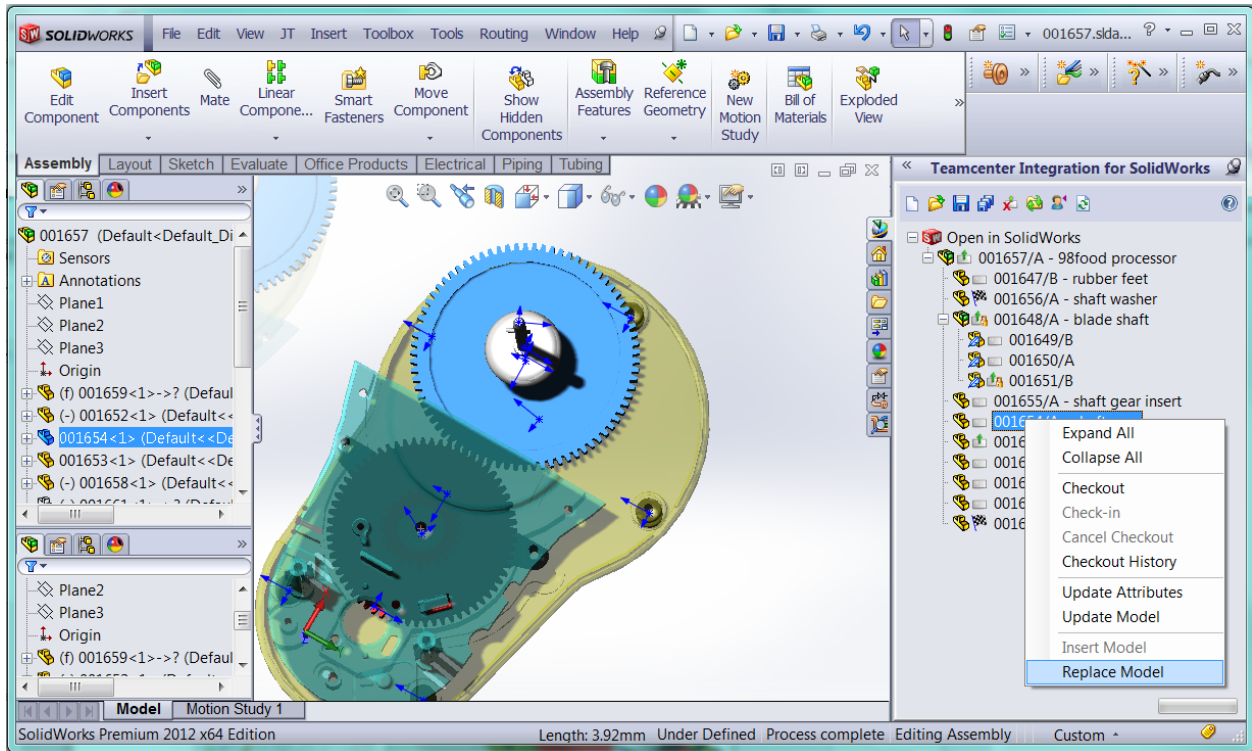 SOLIDWORKS File Edit View JT Insert Toolbox Tools Routing Window Help 001657.slda... ?
Edit Component
Insert Components
Mate
Linear Compone...
Smart Fasteners
Move Component
Show Hidden Components
Assembly Features
Reference Geometry
New Motion Study
Bill of Materials
Exploded View
Assembly Layout Sketch Evaluate Office Products Electrical Piping Tubing
001657 (Default<Default_Di
Sensors
Annotations
Plane1
Plane2
Plane3
Origin
(f) 001659<1>->? (Defaul
(-) 001652<1> (Default<<
001654<1> (Default<<De
001653<1> (Default<<De
(-) 001658<1> (Default<<
Plane2
Plane3
Origin
(f) 001659<1>->? (Defaul
Model Motion Study 1
Teamcenter Integration for SolidWorks
Open in SolidWorks
001657/A - 98food processor
001647/B - rubber feet
001656/A - shaft washer
001648/A - blade shaft
001649/B
001650/A
001651/B
001655/A - shaft gear insert
0016
0016
0016
0016
0016
Expand All
Collapse All
Checkout
Check-in
Cancel Checkout
Checkout History
Update Attributes
Update Model
Insert Model
Replace Model
SolidWorks Premium 2012 x64 Edition Length: 3.92mm Under Defined Process complete Editing Assembly Custom